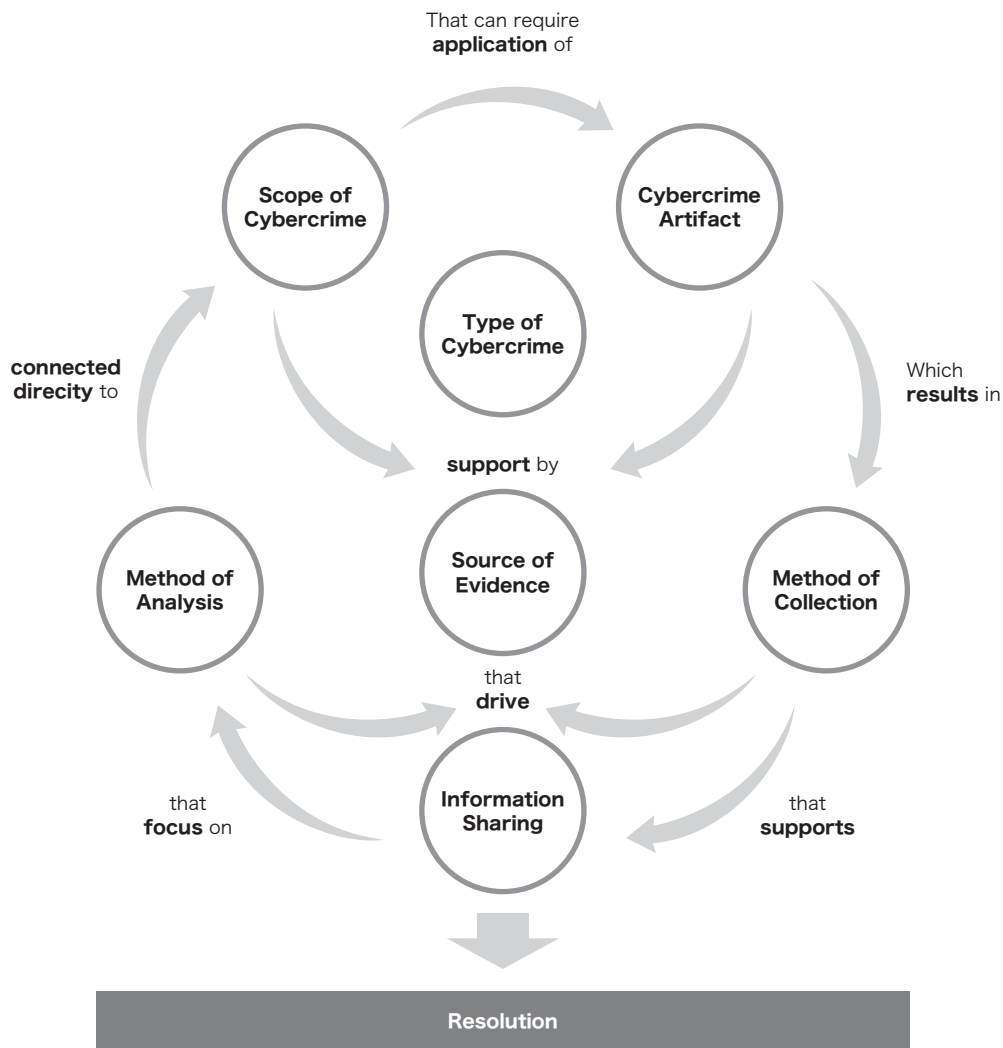 That can require
application of
Scope of
Cybercrime
Cybercrime
Artifact
Type of
Cybercrime
connected
direcity to
Which
results in
support by
Method of
Analysis
Source of
Evidence
Method of
Collection
that
drive
Information
Sharing
that
focus on
that
supports
Resolution